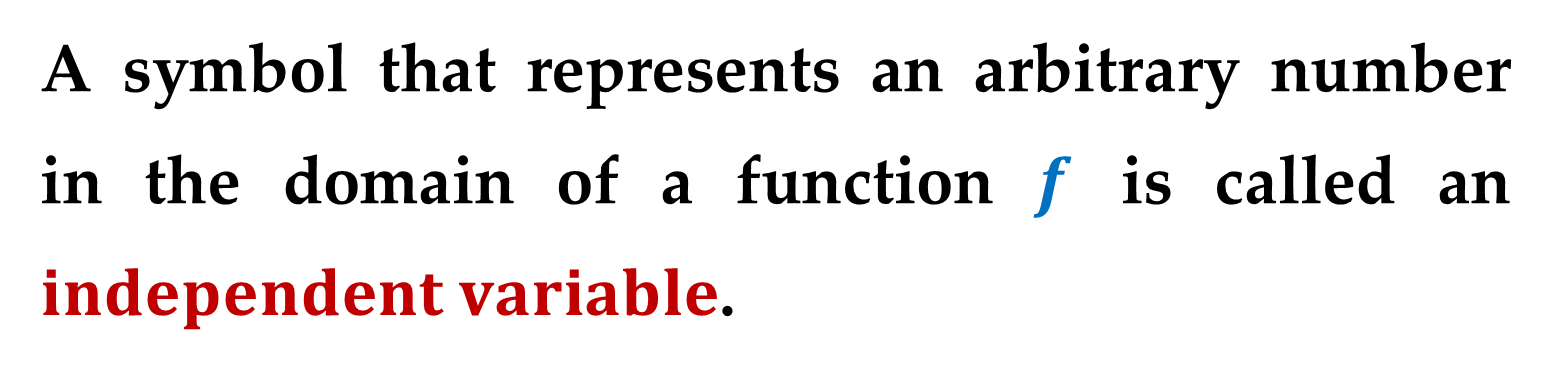 A symbol that represents an arbitrary number
in the domain of a function f is called an
independent variable.